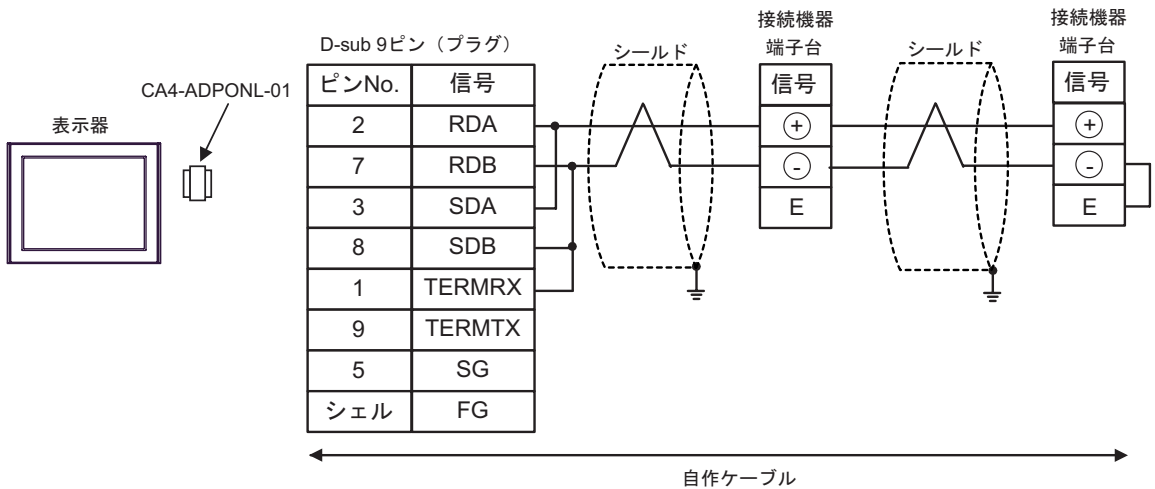 表示器
CA4-ADPONL-01
D-sub 9ピン（プラグ）
ピンNo. 信号
2 RDA
7 RDB
3 SDA
8 SDB
1 TERMRX
9 TERMTX
5 SG
シェル FG
シールド
接続機器
端子台
信号
+
-
E
シールド
接続機器
端子台
信号
+
-
E
自作ケーブル